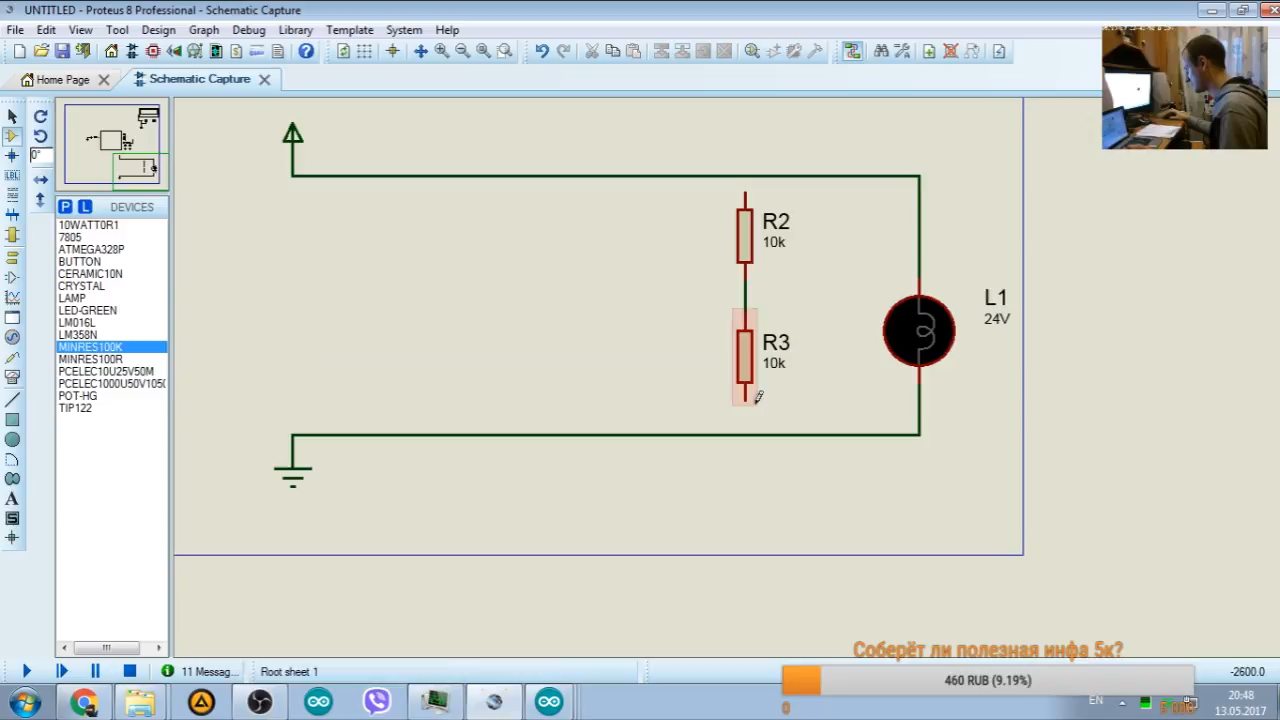 UNTITLED - Proteus 8 Professional - Schematic Capture
File Edit View Tool Design Graph Debug Library Template System Help
Home Page
Schematic Capture
0°
P L DEVICES
10WATT0R1
7805
ATMEGA328P
BUTTON
CERAMIC10N
CRYSTAL
LAMP
LED-GREEN
LM016L
LM358N
MINRES100K
MINRES100R
PCELEC10U25V50M
PCELEC1000U50V105(
POT-HG
TIP122
R2
10k
R3
10k
L1
24V
Соберёт ли полезная инфа 5к?
460 RUB (9.19%)
0
11 Messag...
Root sheet 1
-2600.0
EN
20:48
13.05.2017